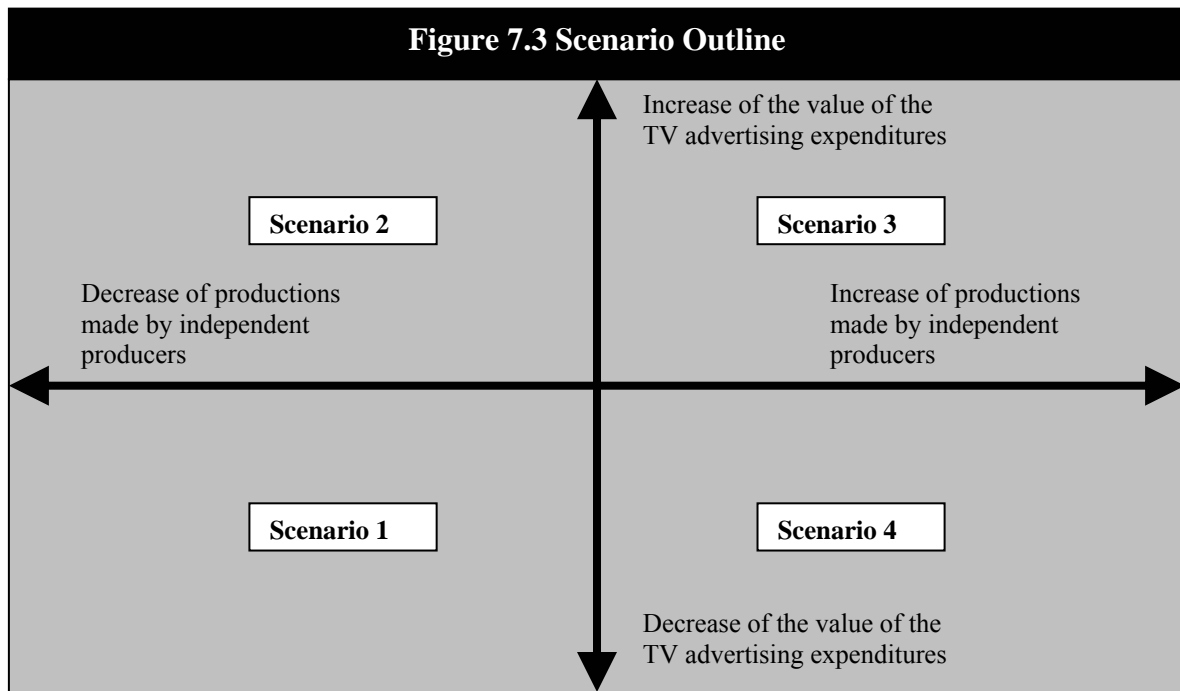 Figure 7.3 Scenario Outline
Increase of the value of the
TV advertising expenditures
Scenario 2
Scenario 3
Decrease of productions
made by independent
producers
Increase of productions
made by independent
producers
Scenario 1
Scenario 4
Decrease of the value of the
TV advertising expenditures